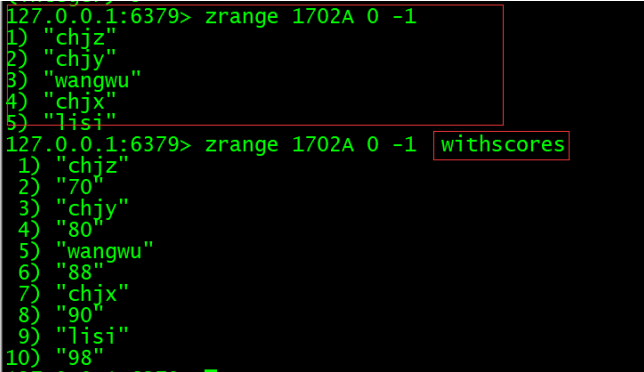 127.0.0.1:6379> zrange 1702A 0 -1
1) "chjz"
2) "chjy"
3) "wangwu"
4) "chjx"
5) "lisi"
127.0.0.1:6379> zrange 1702A 0 -1 withscores
1) "chjz"
2) "70"
3) "chjy"
4) "80"
5) "wangwu"
6) "88"
7) "chjx"
8) "90"
9) "lisi"
10) "98"